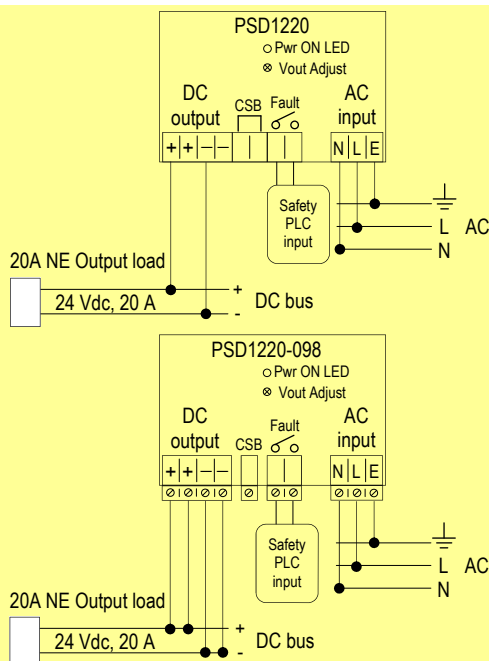 PSD1220
Pwr ON LED
Vout Adjust
DC output
CSB
Fault
AC input
+ + − −
N L E
Safety PLC input
L AC
N
20A NE Output load
24 Vdc, 20 A
+
-
DC bus
PSD1220-098
Pwr ON LED
Vout Adjust
DC output
CSB
Fault
AC input
+ + − −
N L E
Safety PLC input
L AC
N
20A NE Output load
24 Vdc, 20 A
+
-
DC bus